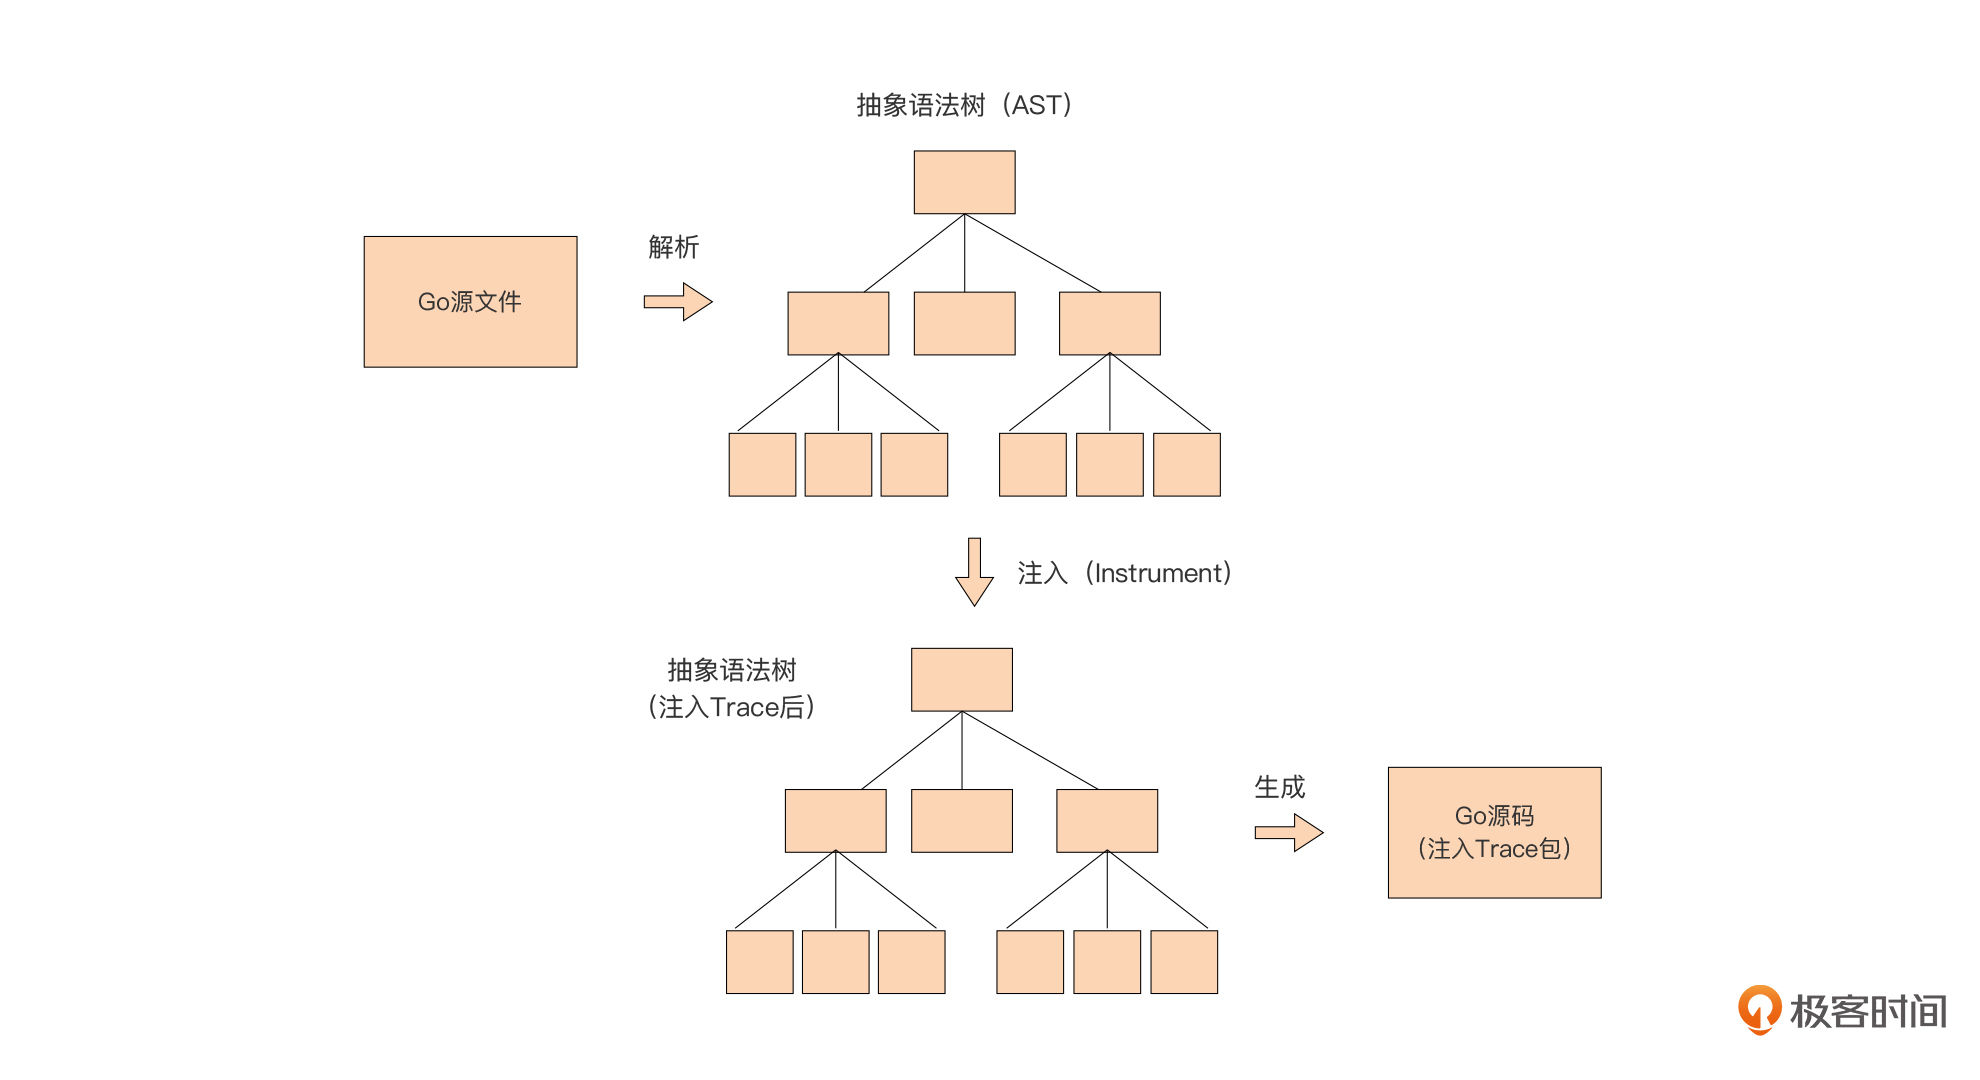 抽象语法树（AST）
解析
Go源文件
注入（Instrument）
抽象语法树
（注入Trace后）
生成
Go源码
（注入Trace包）
极客时间